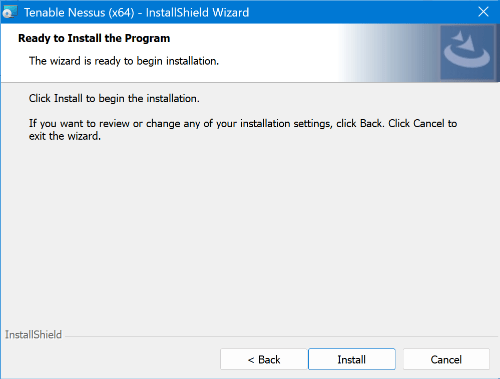 Tenable Nessus (x64) - InstallShield Wizard
Ready to Install the Program
The wizard is ready to begin installation.
Click Install to begin the installation.
If you want to review or change any of your installation settings, click Back. Click Cancel to
exit the wizard.
InstallShield
< Back
Install
Cancel